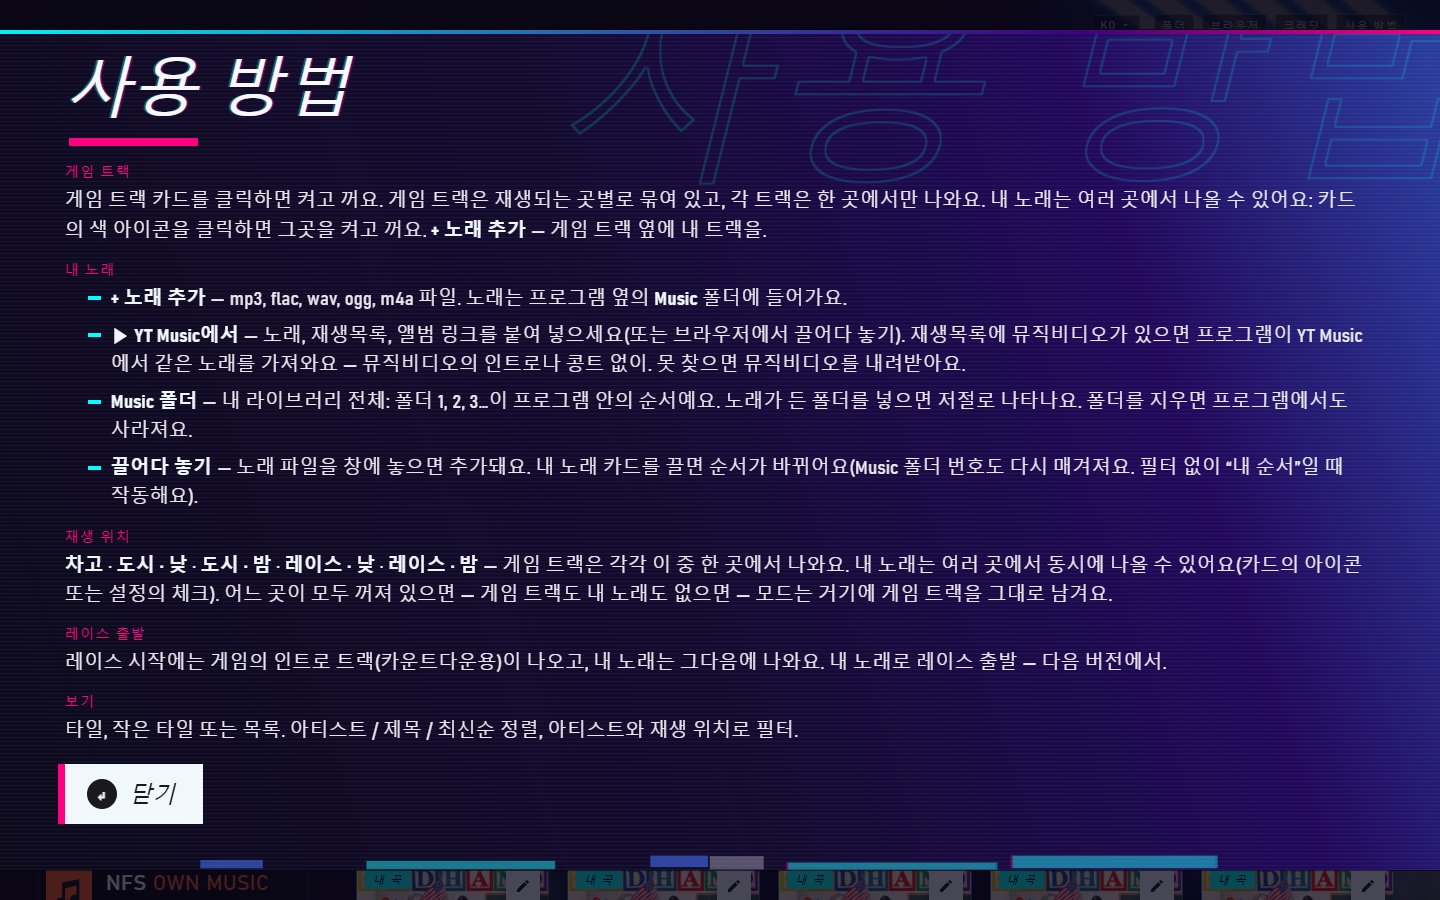 KO 폴더 브라우저 크레딧 사용 방법
사용 방법
사용 방법
게임 트랙
게임 트랙 카드를 클릭하면 켜고 꺼요. 게임 트랙은 재생되는 곳별로 묶여 있고, 각 트랙은 한 곳에서만 나와요. 내 노래는 여러 곳에서 나올 수 있어요: 카드
의 색 아이콘을 클릭하면 그곳을 켜고 꺼요. + 노래 추가 — 게임 트랙 옆에 내 트랙을.
내 노래
+ 노래 추가 — mp3, flac, wav, ogg, m4a 파일. 노래는 프로그램 옆의 Music 폴더에 들어가요.
▶ YT Music에서 — 노래, 재생목록, 앨범 링크를 붙여 넣으세요(또는 브라우저에서 끌어다 놓기). 재생목록에 뮤직비디오가 있으면 프로그램이 YT Music
에서 같은 노래를 가져와요 — 뮤직비디오의 인트로나 콩트 없이. 못 찾으면 뮤직비디오를 내려받아요.
Music 폴더 — 내 라이브러리 전체: 폴더 1, 2, 3…이 프로그램 안의 순서예요. 노래가 든 폴더를 넣으면 저절로 나타나요. 폴더를 지우면 프로그램에서도
사라져요.
끌어다 놓기 — 노래 파일을 창에 놓으면 추가돼요. 내 노래 카드를 끌면 순서가 바뀌어요(Music 폴더 번호도 다시 매겨져요. 필터 없이 “내 순서”일 때
작동해요).
재생 위치
차고 · 도시 · 낮 · 도시 · 밤 · 레이스 · 낮 · 레이스 · 밤 — 게임 트랙은 각각 이 중 한 곳에서 나와요. 내 노래는 여러 곳에서 동시에 나올 수 있어요(카드의 아이콘
또는 설정의 체크). 어느 곳이 모두 꺼져 있으면 — 게임 트랙도 내 노래도 없으면 — 모드는 거기에 게임 트랙을 그대로 남겨요.
레이스 출발
레이스 시작에는 게임의 인트로 트랙(카운트다운용)이 나오고, 내 노래는 그다음에 나와요. 내 노래로 레이스 출발 — 다음 버전에서.
보기
타일, 작은 타일 또는 목록. 아티스트 / 제목 / 최신순 정렬, 아티스트와 재생 위치로 필터.
닫기
NFS OWN MUSIC
내 곡 내 곡 내 곡 내 곡 내 곡